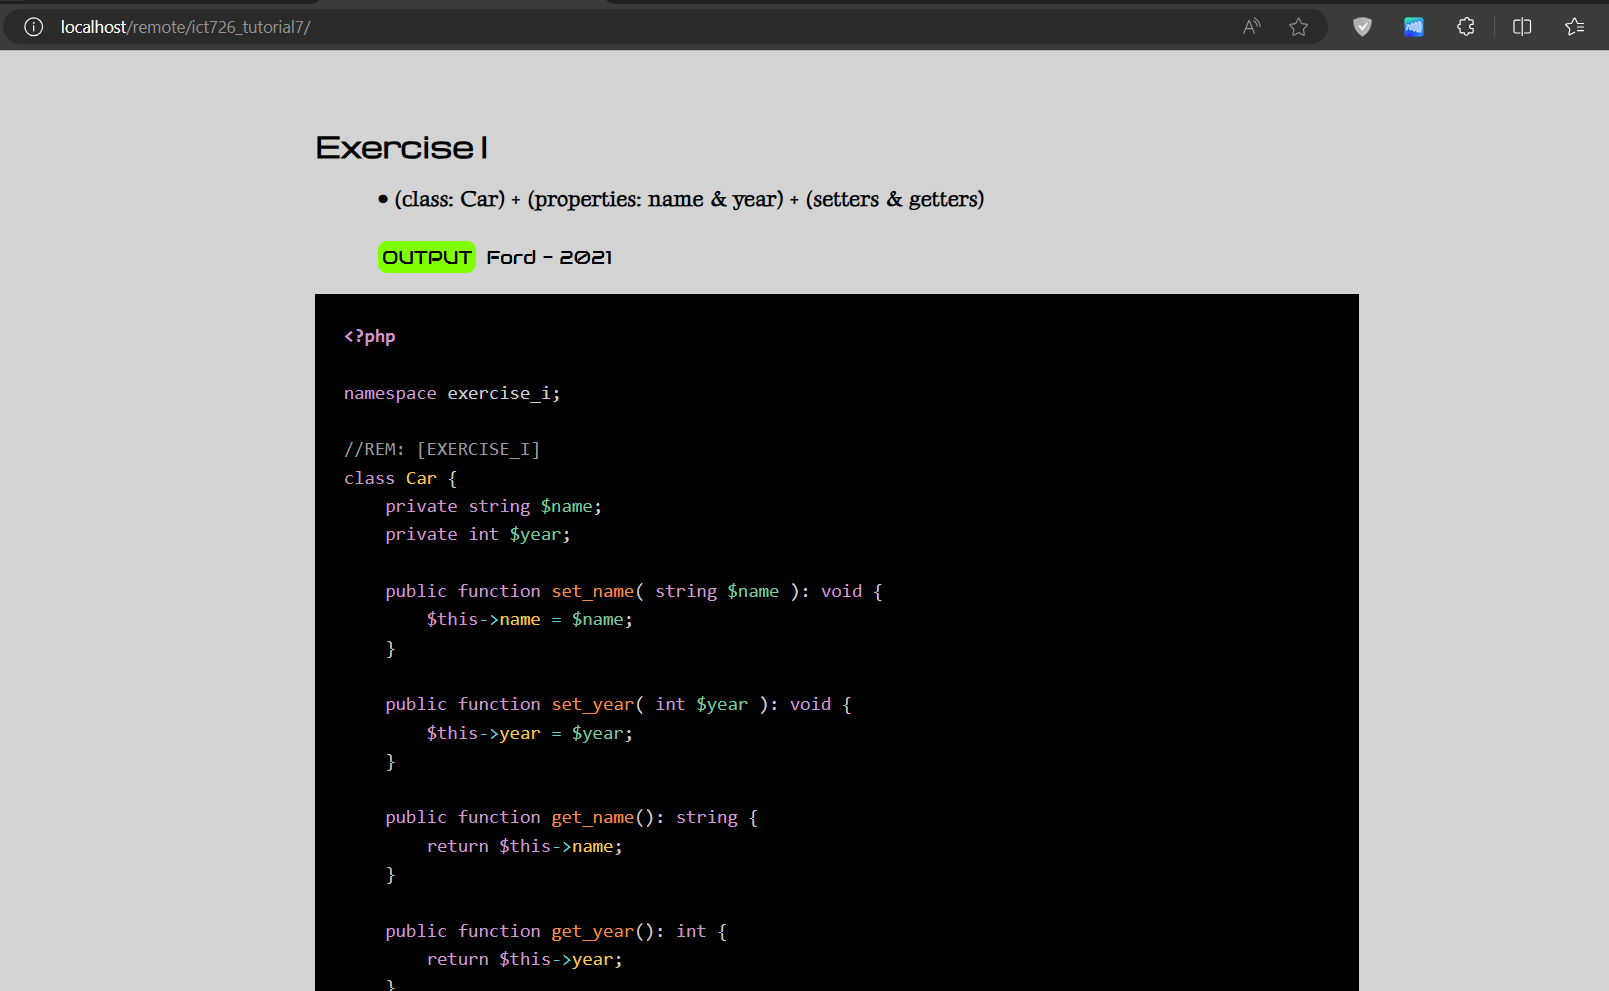 localhost/remote/ict726_tutorial7/
Exercise I
• (class: Car) + (properties: name & year) + (setters & getters)
OUTPUT Ford - 2021
<?php
namespace exercise_i;
//REM: [EXERCISE_I]
class Car {
    private string $name;
    private int $year;
    public function set_name( string $name ): void {
        $this->name = $name;
    }
    public function set_year( int $year ): void {
        $this->year = $year;
    }
    public function get_name(): string {
        return $this->name;
    }
    public function get_year(): int {
        return $this->year;
    }